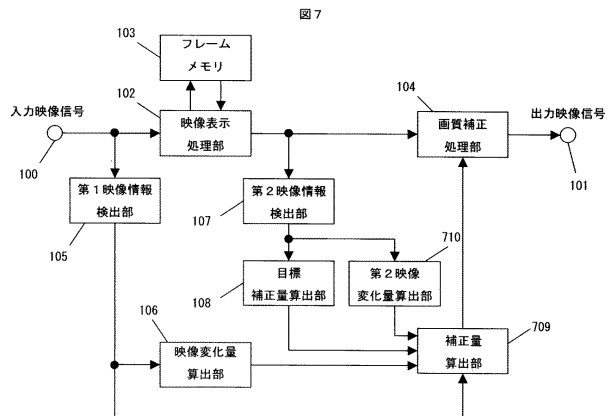 図7
103
フレーム
メモリ
102
104
入力映像信号
映像表示
処理部
画質補正
処理部
出力映像信号
100
101
第1映像情報
検出部
105
第2映像情報
検出部
107
710
目標
補正量算出部
108
第2映像
変化量算出部
106
映像変化量
算出部
補正量
算出部
709